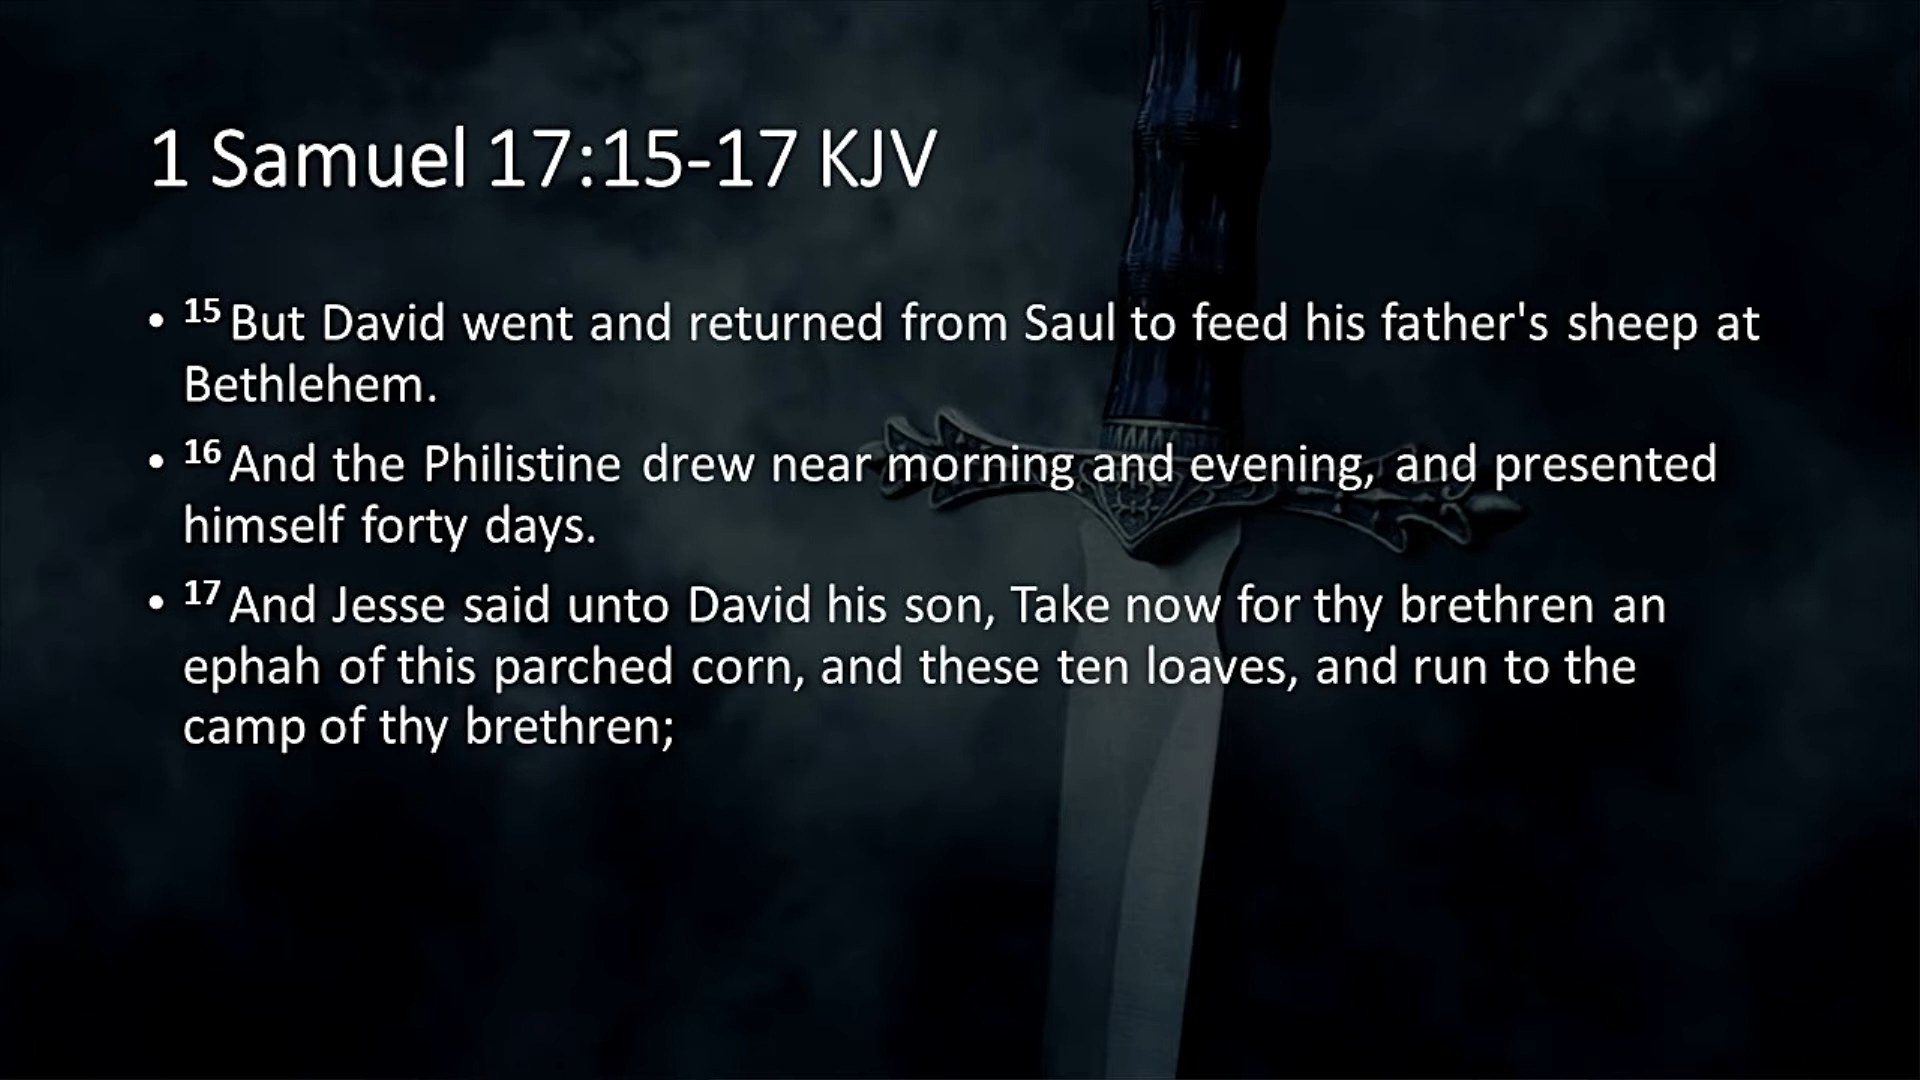 1 Samuel 17:15-17 KJV
• 15 But David went and returned from Saul to feed his father's sheep at
Bethlehem.
• 16 And the Philistine drew near morning and evening, and presented
himself forty days.
• 17 And Jesse said unto David his son, Take now for thy brethren an
ephah of this parched corn, and these ten loaves, and run to the
camp of thy brethren;